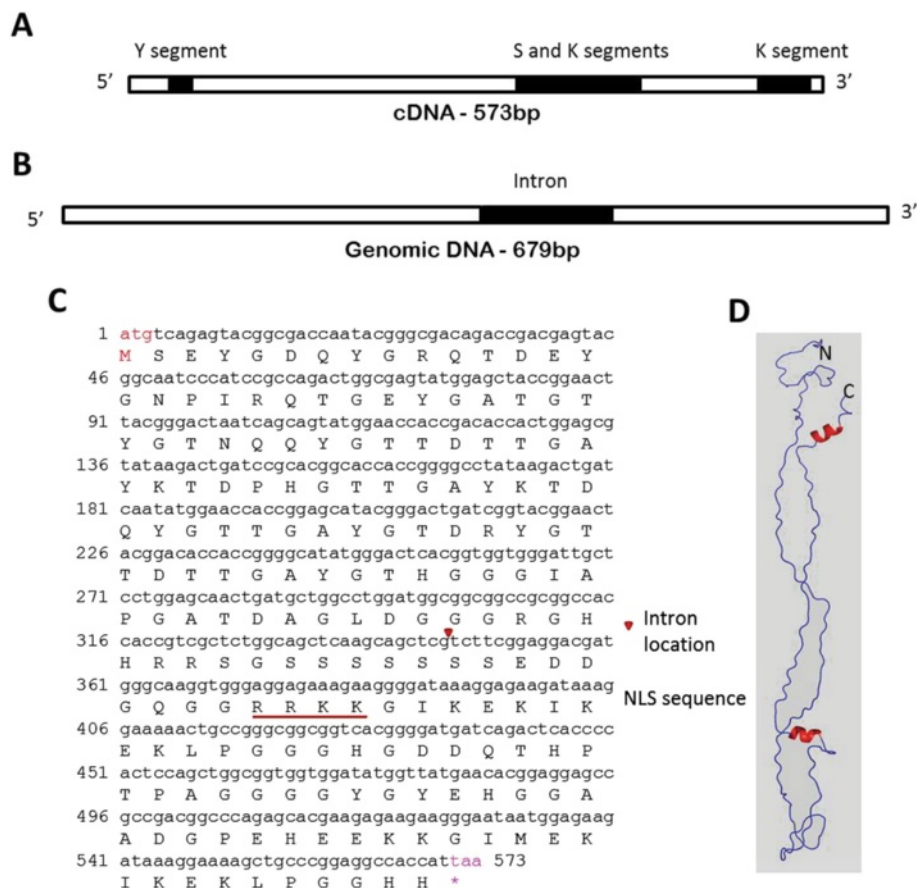 A
Y segment S and K segments K segment
5’ 3’
cDNA - 573bp
B
Intron
5’ 3’
Genomic DNA - 679bp
C
1 atgtcagagtacggcgaccaatacgggcgacagaccgacgagtac
M S E Y G D Q Y G R Q T D E Y
46 ggcaatcccatccgccagactggcgagtatggagctaccggaact
G N P I R Q T G E Y G A T G T
91 tacgggactaatcagcagtatggaaccaccgacaccactggagcg
Y G T N Q Q Y G T T D T T G A
136 tataagactgatccgcacggcaccaccggggcctataagactgat
Y K T D P H G T T G A Y K T D
181 caatatggaaccaccggagcatacgggactgatcggtacggaact
Q Y G T T G A Y G T D R Y G T
226 acggacaccaccggggcatatgggactcacggtggtgggattgct
T D T T G A Y G T H G G G I A
271 cctggagcaactgatgctggcctggatggcggcggccgcggccac
P G A T D A G L D G G G R G H
316 caccgtcgctctggcagctcaagcagctcgtcttcggaggacgat
H R R S G S S S S S S S E D D
361 gggcaaggtgggaggagaaagaaggggataaaggagaagataaag
G Q G G R R K K G I K E K I K
406 gaaaaactgccgggcggcggtcacggggatgatcagactcacccc
E K L P G G G H G D D Q T H P
451 actccagctggcggtggtggatatggttatgaacacggaggagcc
T P A G G G G Y G Y E H G G A
496 gccgacggcccagagcacgaagagaagaagggaataatggagaag
A D G P E H E E K K G I M E K
541 ataaaggaaaagctgcccggaggccaccattaa 573
I K E K L P G G H H *
Intron
location
NLS sequence
D
N
C